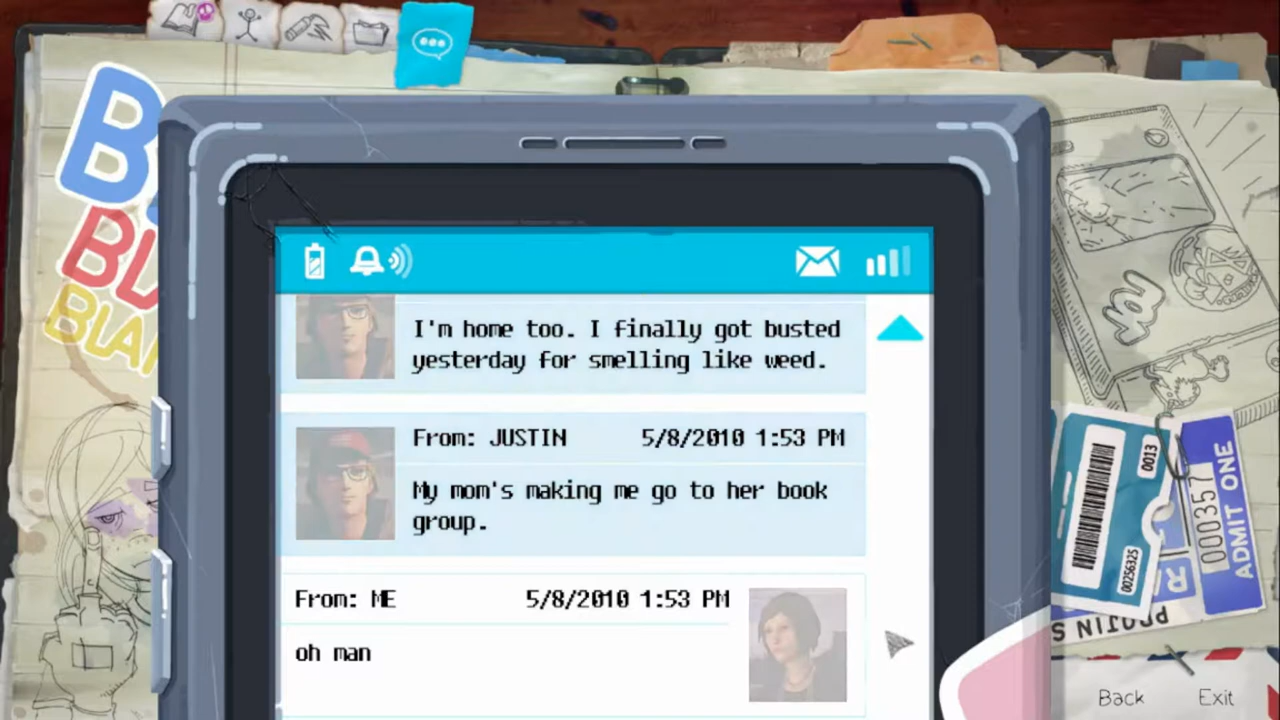 I'm home too. I finally got busted
yesterday for smelling like weed.
From: JUSTIN 5/8/2010 1:53 PM
My mom's making me go to her book
group.
From: ME 5/8/2010 1:53 PM
oh man
0013
00256325
000357
ADMIT ONE
Back Exit